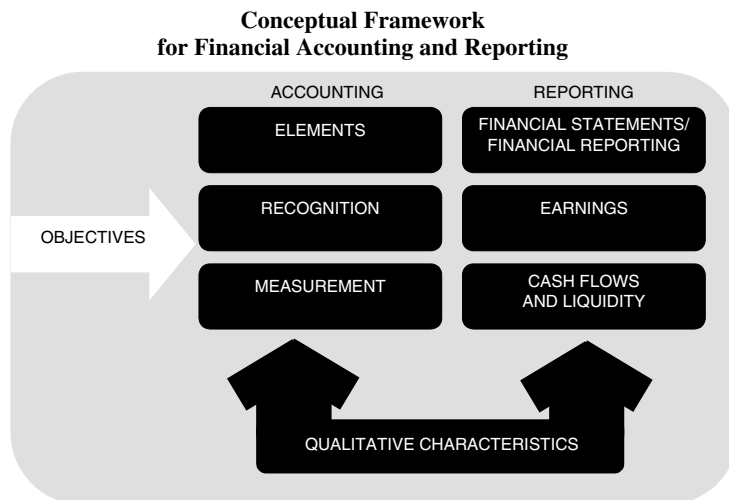 Conceptual Framework
for Financial Accounting and Reporting
ACCOUNTING
REPORTING
ELEMENTS
FINANCIAL STATEMENTS/
FINANCIAL REPORTING
OBJECTIVES
RECOGNITION
EARNINGS
MEASUREMENT
CASH FLOWS
AND LIQUIDITY
QUALITATIVE CHARACTERISTICS